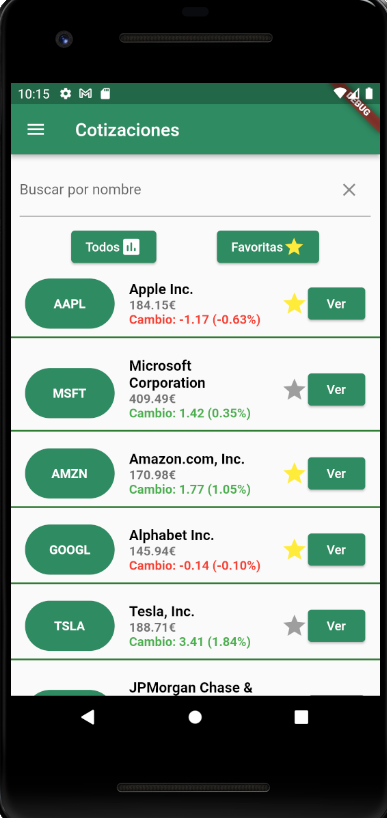 10:15
DEBUG
Cotizaciones
Buscar por nombre
Todos
Favoritas
AAPL
Apple Inc.
184.15€
Cambio: -1.17 (-0.63%)
Ver
MSFT
Microsoft
Corporation
409.49€
Cambio: 1.42 (0.35%)
Ver
AMZN
Amazon.com, Inc.
170.98€
Cambio: 1.77 (1.05%)
Ver
GOOGL
Alphabet Inc.
145.94€
Cambio: -0.14 (-0.10%)
Ver
TSLA
Tesla, Inc.
188.71€
Cambio: 3.41 (1.84%)
Ver
JPMorgan Chase &